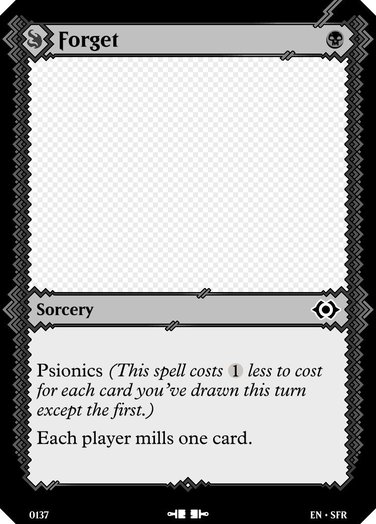 Forget
Sorcery
Psionics (This spell costs 1 less to cost
for each card you've drawn this turn
except the first.)
Each player mills one card.
0137
EN • SFR